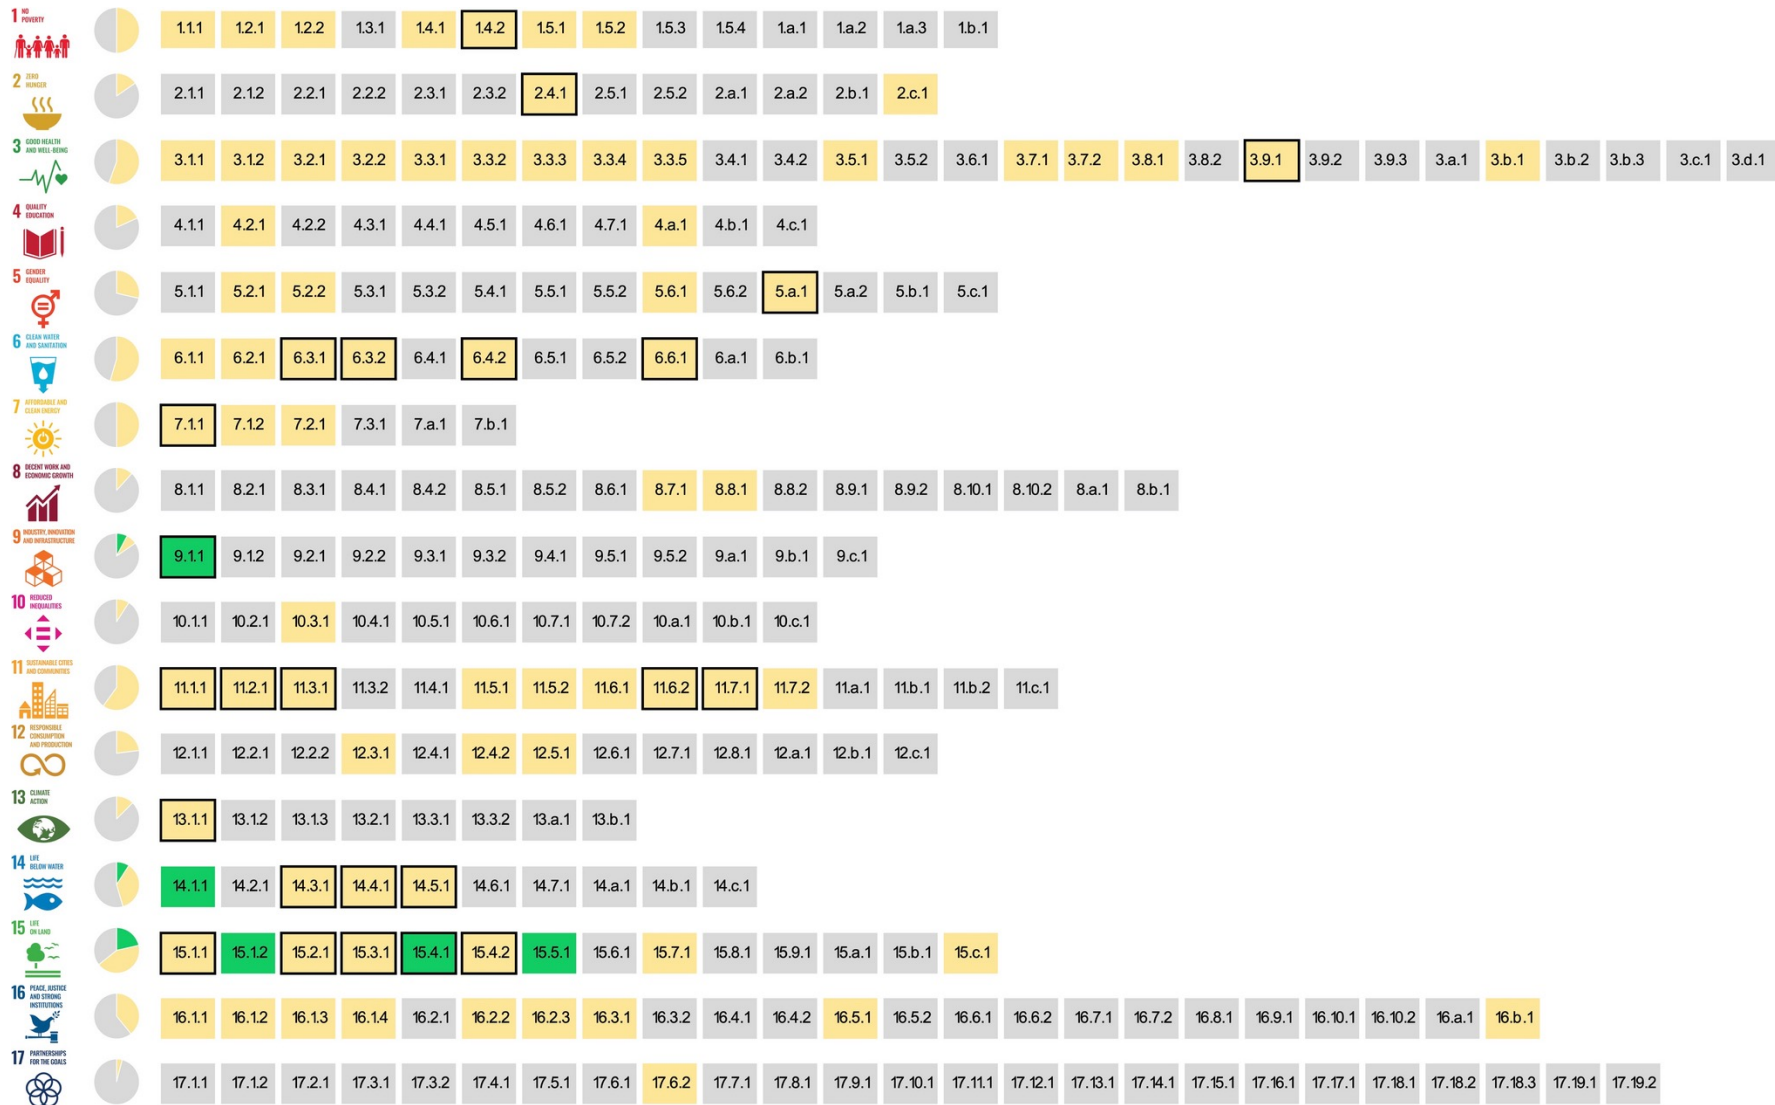 1 NO POVERTY
1.1.1 1.2.1 1.2.2 1.3.1 1.4.1 1.4.2 1.5.1 1.5.2 1.5.3 1.5.4 1.a.1 1.a.2 1.a.3 1.b.1
2 ZERO HUNGER
2.1.1 2.1.2 2.2.1 2.2.2 2.3.1 2.3.2 2.4.1 2.5.1 2.5.2 2.a.1 2.a.2 2.b.1 2.c.1
3 GOOD HEALTH AND WELL-BEING
3.1.1 3.1.2 3.2.1 3.2.2 3.3.1 3.3.2 3.3.3 3.3.4 3.3.5 3.4.1 3.4.2 3.5.1 3.5.2 3.6.1 3.7.1 3.7.2 3.8.1 3.8.2 3.9.1 3.9.2 3.9.3 3.a.1 3.b.1 3.b.2 3.b.3 3.c.1 3.d.1
4 QUALITY EDUCATION
4.1.1 4.2.1 4.2.2 4.3.1 4.4.1 4.5.1 4.6.1 4.7.1 4.a.1 4.b.1 4.c.1
5 GENDER EQUALITY
5.1.1 5.2.1 5.2.2 5.3.1 5.3.2 5.4.1 5.5.1 5.5.2 5.6.1 5.6.2 5.a.1 5.a.2 5.b.1 5.c.1
6 CLEAN WATER AND SANITATION
6.1.1 6.2.1 6.3.1 6.3.2 6.4.1 6.4.2 6.5.1 6.5.2 6.6.1 6.a.1 6.b.1
7 AFFORDABLE AND CLEAN ENERGY
7.1.1 7.1.2 7.2.1 7.3.1 7.a.1 7.b.1
8 DECENT WORK AND ECONOMIC GROWTH
8.1.1 8.2.1 8.3.1 8.4.1 8.4.2 8.5.1 8.5.2 8.6.1 8.7.1 8.8.1 8.8.2 8.9.1 8.9.2 8.10.1 8.10.2 8.a.1 8.b.1
9 INDUSTRY, INNOVATION AND INFRASTRUCTURE
9.1.1 9.1.2 9.2.1 9.2.2 9.3.1 9.3.2 9.4.1 9.5.1 9.5.2 9.a.1 9.b.1 9.c.1
10 REDUCED INEQUALITIES
10.1.1 10.2.1 10.3.1 10.4.1 10.5.1 10.6.1 10.7.1 10.7.2 10.a.1 10.b.1 10.c.1
11 SUSTAINABLE CITIES AND COMMUNITIES
11.1.1 11.2.1 11.3.1 11.3.2 11.4.1 11.5.1 11.5.2 11.6.1 11.6.2 11.7.1 11.7.2 11.a.1 11.b.1 11.b.2 11.c.1
12 RESPONSIBLE CONSUMPTION AND PRODUCTION
12.1.1 12.2.1 12.2.2 12.3.1 12.4.1 12.4.2 12.5.1 12.6.1 12.7.1 12.8.1 12.a.1 12.b.1 12.c.1
13 CLIMATE ACTION
13.1.1 13.1.2 13.1.3 13.2.1 13.3.1 13.3.2 13.a.1 13.b.1
14 LIFE BELOW WATER
14.1.1 14.2.1 14.3.1 14.4.1 14.5.1 14.6.1 14.7.1 14.a.1 14.b.1 14.c.1
15 LIFE ON LAND
15.1.1 15.1.2 15.2.1 15.3.1 15.4.1 15.4.2 15.5.1 15.6.1 15.7.1 15.8.1 15.9.1 15.a.1 15.b.1 15.c.1
16 PEACE, JUSTICE AND STRONG INSTITUTIONS
16.1.1 16.1.2 16.1.3 16.1.4 16.2.1 16.2.2 16.2.3 16.3.1 16.3.2 16.4.1 16.4.2 16.5.1 16.5.2 16.6.1 16.6.2 16.7.1 16.7.2 16.8.1 16.9.1 16.10.1 16.10.2 16.a.1 16.b.1
17 PARTNERSHIPS FOR THE GOALS
17.1.1 17.1.2 17.2.1 17.3.1 17.3.2 17.4.1 17.5.1 17.6.1 17.6.2 17.7.1 17.8.1 17.9.1 17.10.1 17.11.1 17.12.1 17.13.1 17.14.1 17.15.1 17.16.1 17.17.1 17.18.1 17.18.2 17.18.3 17.19.1 17.19.2